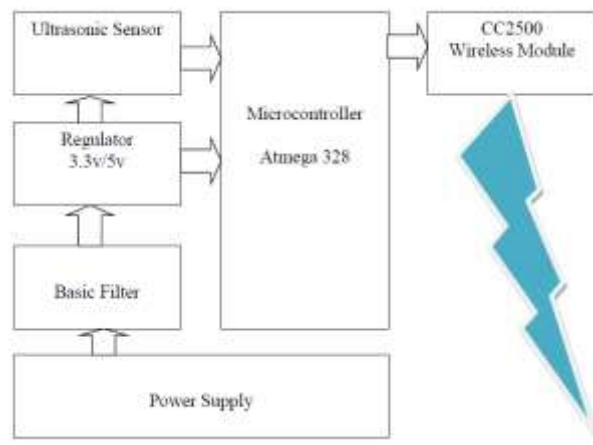 Ultrasonic Sensor
CC2500
Wireless Module
Regulator
3.3v/5v
Microcontroller
Atmega 328
Basic Filter
Power Supply